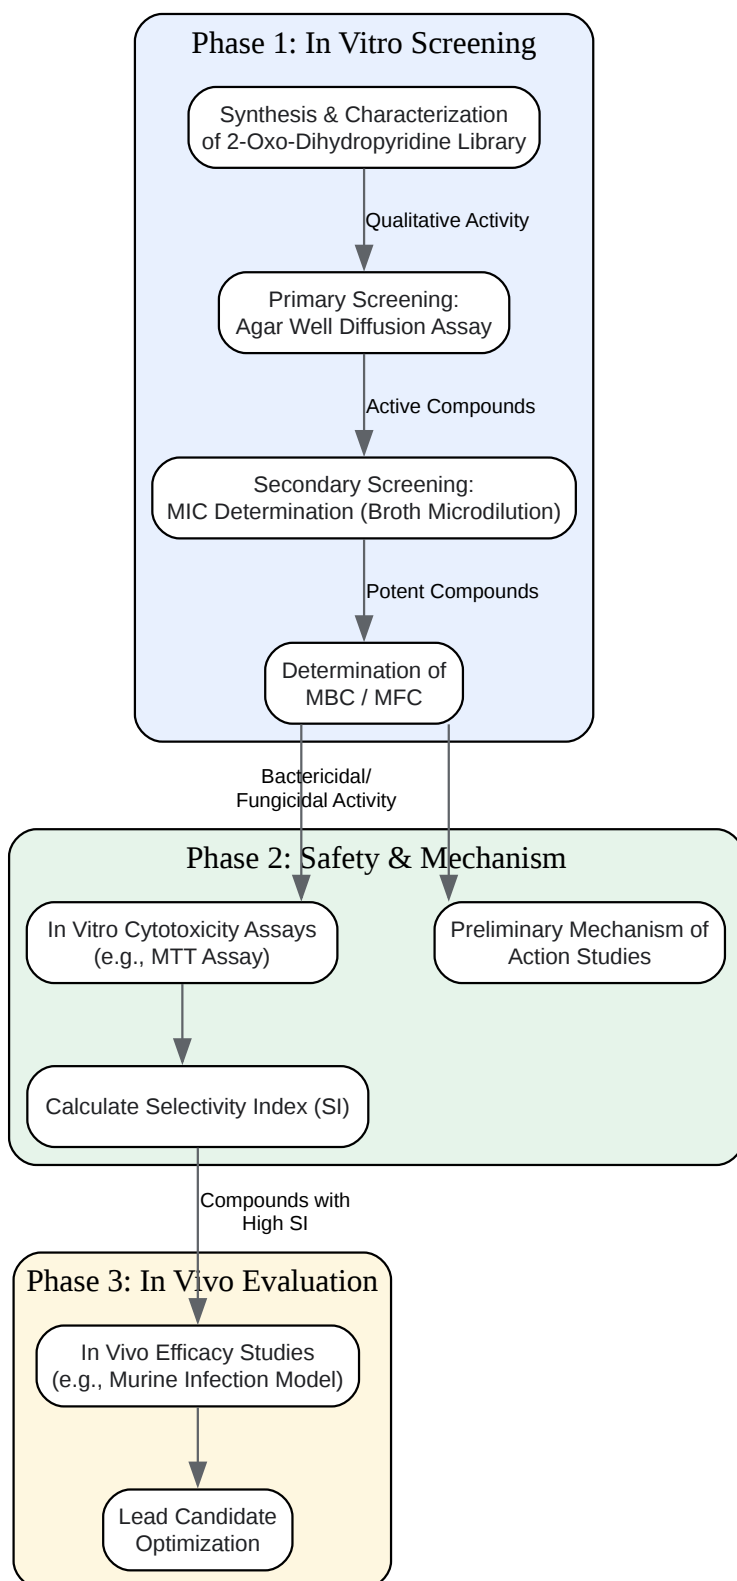 Phase 1: In Vitro Screening
Synthesis & Characterization
of 2-Oxo-Dihydropyridine Library
Qualitative Activity
Primary Screening:
Agar Well Diffusion Assay
Active Compounds
Secondary Screening:
MIC Determination (Broth Microdilution)
Potent Compounds
Determination of
MBC / MFC
Bactericidal/
Fungicidal Activity
Phase 2: Safety & Mechanism
In Vitro Cytotoxicity Assays
(e.g., MTT Assay)
Preliminary Mechanism of
Action Studies
Calculate Selectivity Index (SI)
Compounds with
High SI
Phase 3: In Vivo Evaluation
In Vivo Efficacy Studies
(e.g., Murine Infection Model)
Lead Candidate
Optimization